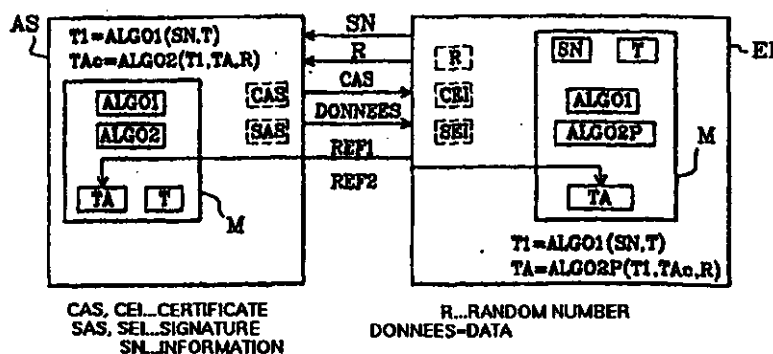 AS
T1=ALGO1(SN,T)
TAc=ALGO2(T1,TA,R)
ALGO1
ALGO2
CAS
SAS
TA
T
M
SN
R
CAS
DONNEES
REF1
REF2
R
CEI
SEI
SN
T
ALGO1
ALGO2P
TA
M
EI
T1=ALGO1(SN,T)
TA=ALGO2P(T1,TAc,R)
CAS, CEI...CERTIFICATE
SAS, SEI...SIGNATURE
SN...INFORMATION
R...RANDOM NUMBER
DONNEES=DATA